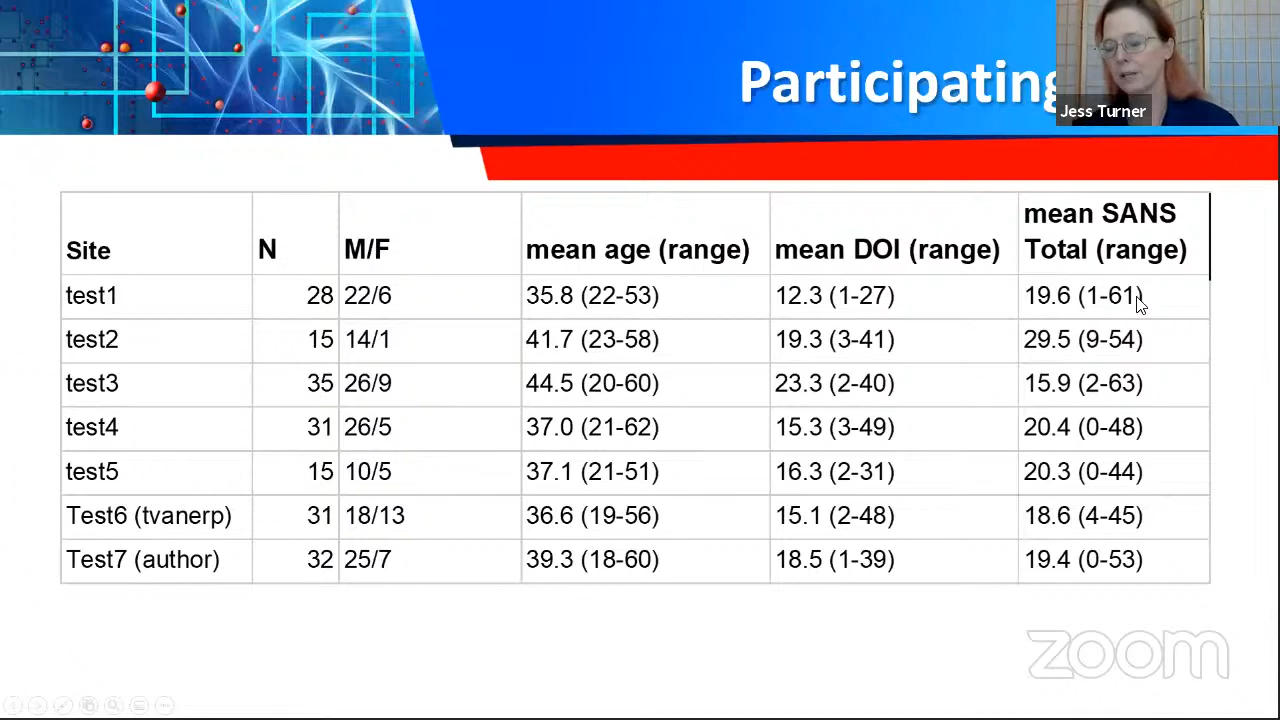 Participating
Jess Turner
Site N M/F mean age (range) mean DOI (range) mean SANS Total (range)
test1 28 22/6 35.8 (22-53) 12.3 (1-27) 19.6 (1-61)
test2 15 14/1 41.7 (23-58) 19.3 (3-41) 29.5 (9-54)
test3 35 26/9 44.5 (20-60) 23.3 (2-40) 15.9 (2-63)
test4 31 26/5 37.0 (21-62) 15.3 (3-49) 20.4 (0-48)
test5 15 10/5 37.1 (21-51) 16.3 (2-31) 20.3 (0-44)
Test6 (tvanerp) 31 18/13 36.6 (19-56) 15.1 (2-48) 18.6 (4-45)
Test7 (author) 32 25/7 39.3 (18-60) 18.5 (1-39) 19.4 (0-53)
zoom